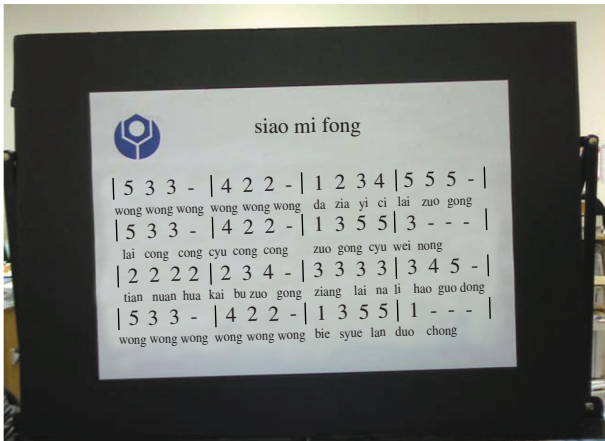 siao mi fong
| 5 3 3 - | 4 2 2 - | 1 2 3 4 | 5 5 5 - |
wong wong wong wong wong wong da zia yi ci lai zuo gong
| 5 3 3 - | 4 2 2 - | 1 3 5 5 | 3 - - - |
lai cong cong cyu cong cong zuo gong cyu wei nong
| 2 2 2 2 | 2 3 4 - | 3 3 3 3 | 3 4 5 - |
tian nuan hua kai bu zuo gong ziang lai na li hao guo dong
| 5 3 3 - | 4 2 2 - | 1 3 5 5 | 1 - - - |
wong wong wong wong wong wong bie syue lan duo chong